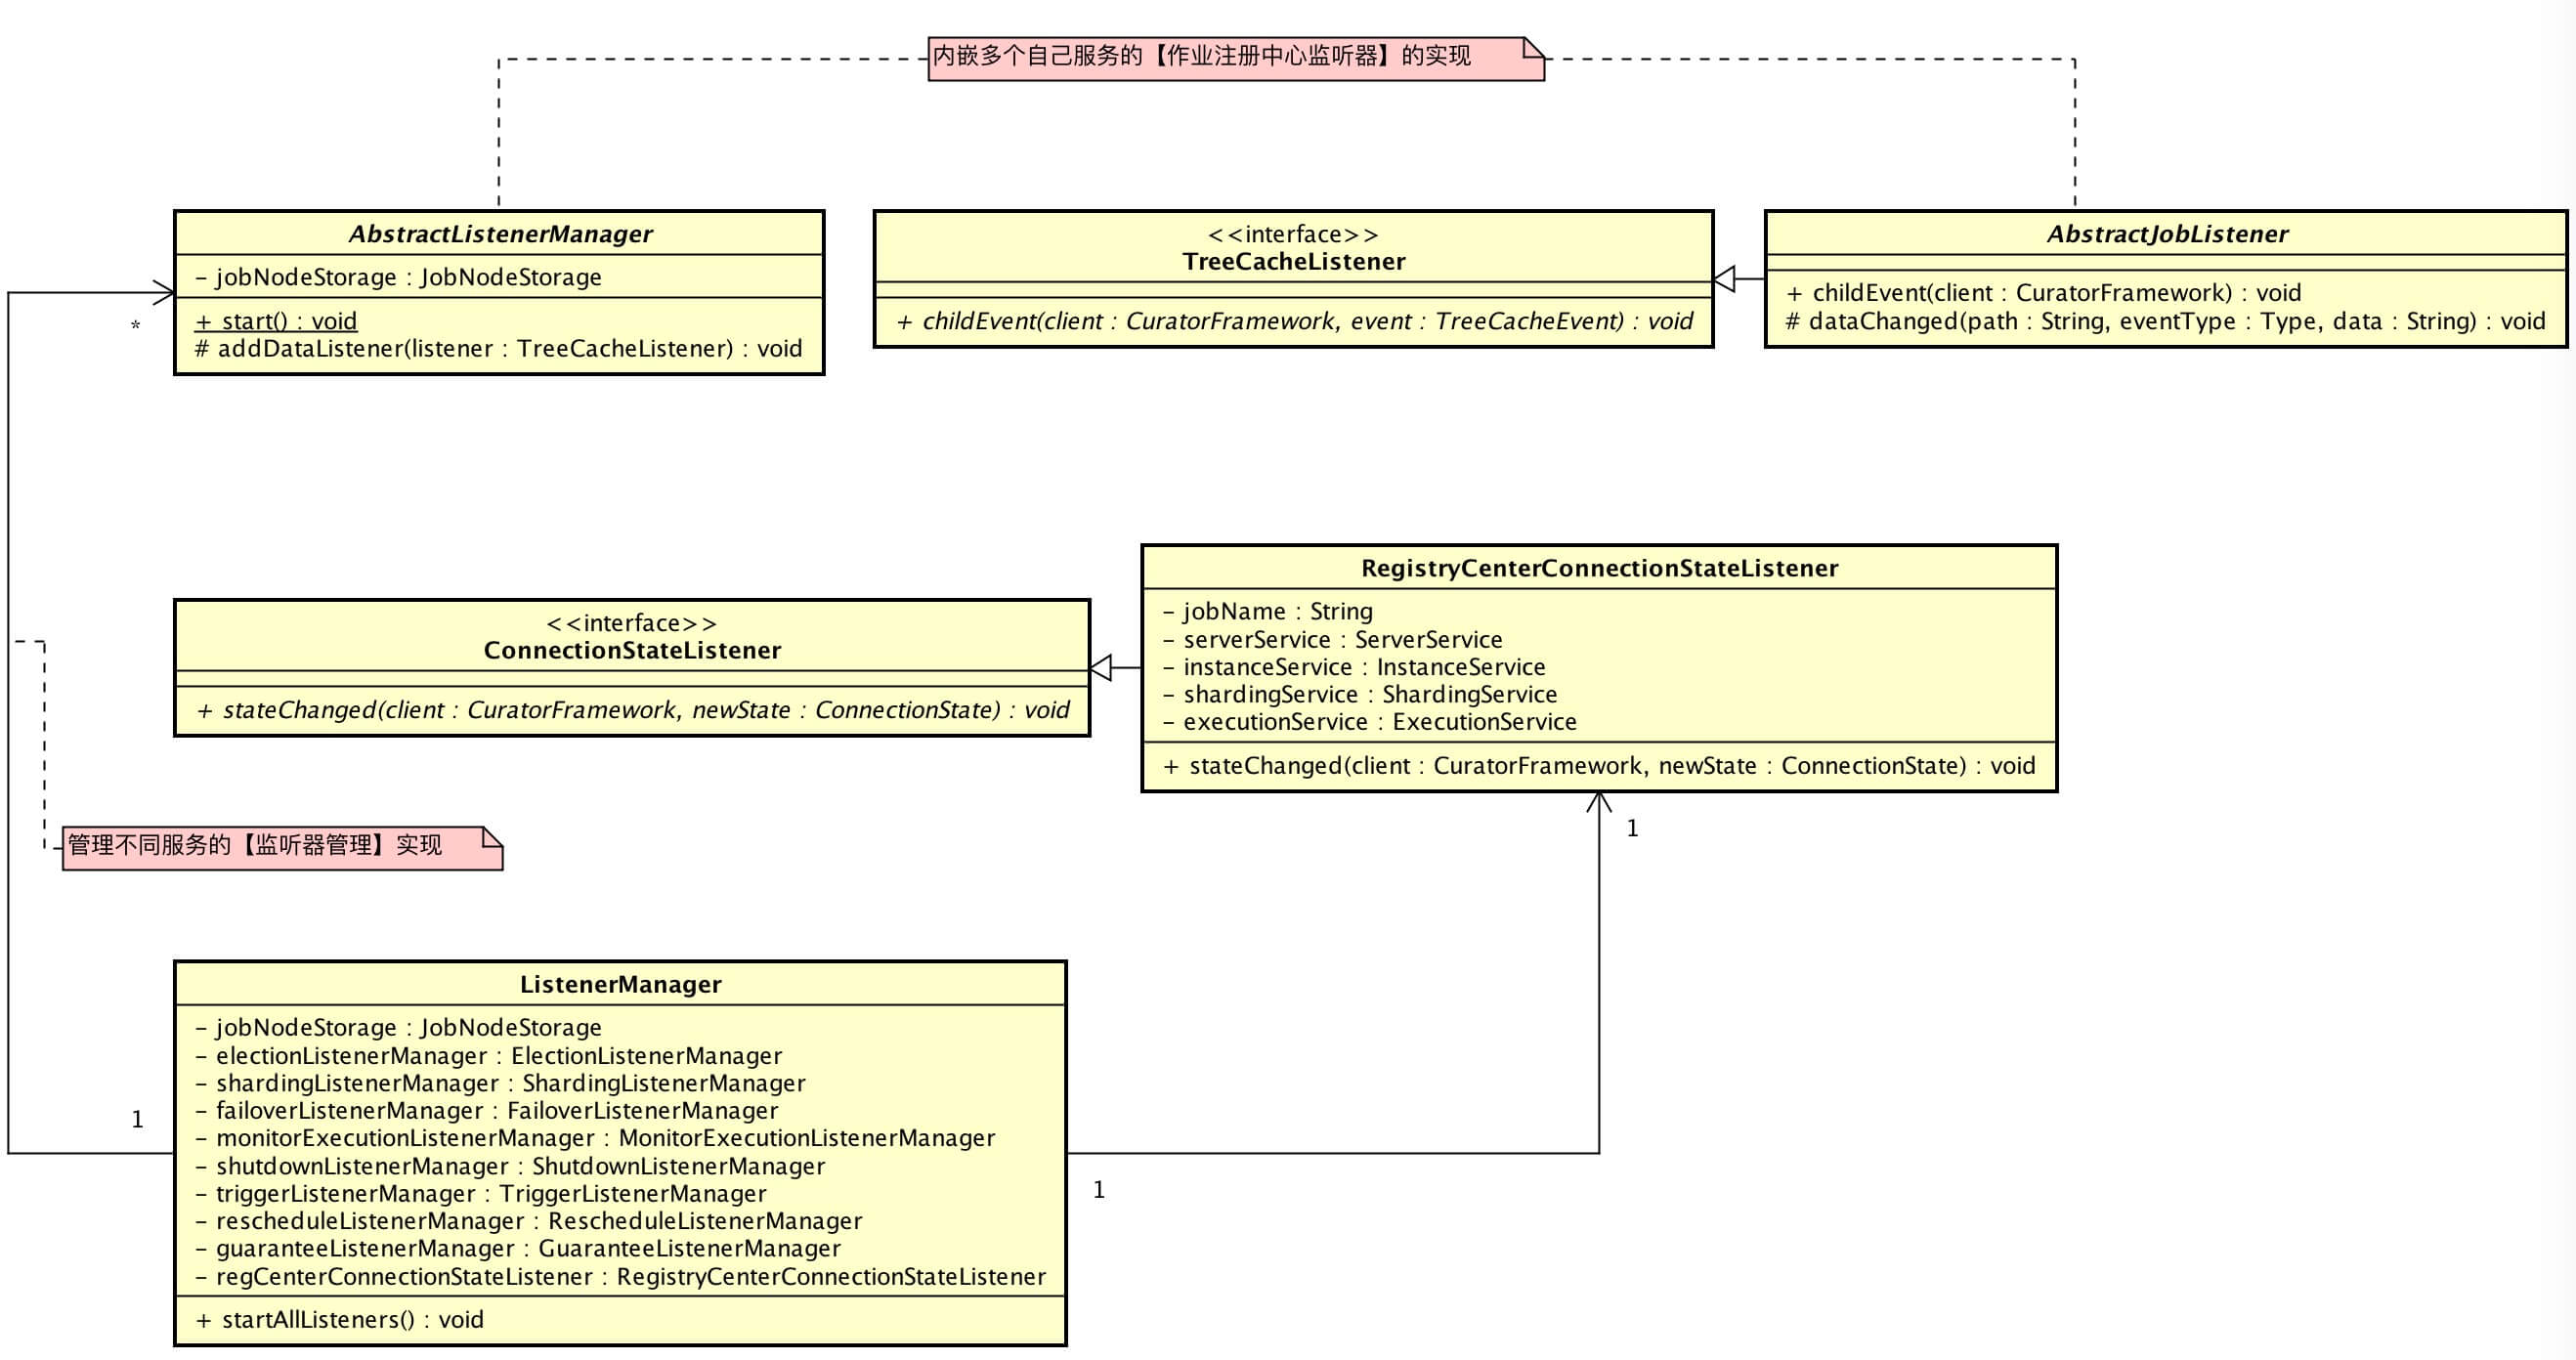 内嵌多个自己服务的【作业注册中心监听器】的实现
AbstractListenerManager
- jobNodeStorage : JobNodeStorage
+ start() : void
# addDataListener(listener : TreeCacheListener) : void
<<interface>>
TreeCacheListener
+ childEvent(client : CuratorFramework, event : TreeCacheEvent) : void
AbstractJobListener
+ childEvent(client : CuratorFramework) : void
# dataChanged(path : String, eventType : Type, data : String) : void
*
<<interface>>
ConnectionStateListener
+ stateChanged(client : CuratorFramework, newState : ConnectionState) : void
RegistryCenterConnectionStateListener
- jobName : String
- serverService : ServerService
- instanceService : InstanceService
- shardingService : ShardingService
- executionService : ExecutionService
+ stateChanged(client : CuratorFramework, newState : ConnectionState) : void
1
管理不同服务的【监听器管理】实现
ListenerManager
- jobNodeStorage : JobNodeStorage
- electionListenerManager : ElectionListenerManager
- shardingListenerManager : ShardingListenerManager
- failoverListenerManager : FailoverListenerManager
- monitorExecutionListenerManager : MonitorExecutionListenerManager
- shutdownListenerManager : ShutdownListenerManager
- triggerListenerManager : TriggerListenerManager
- rescheduleListenerManager : RescheduleListenerManager
- guaranteeListenerManager : GuaranteeListenerManager
- regCenterConnectionStateListener : RegistryCenterConnectionStateListener
+ startAllListeners() : void
1
1